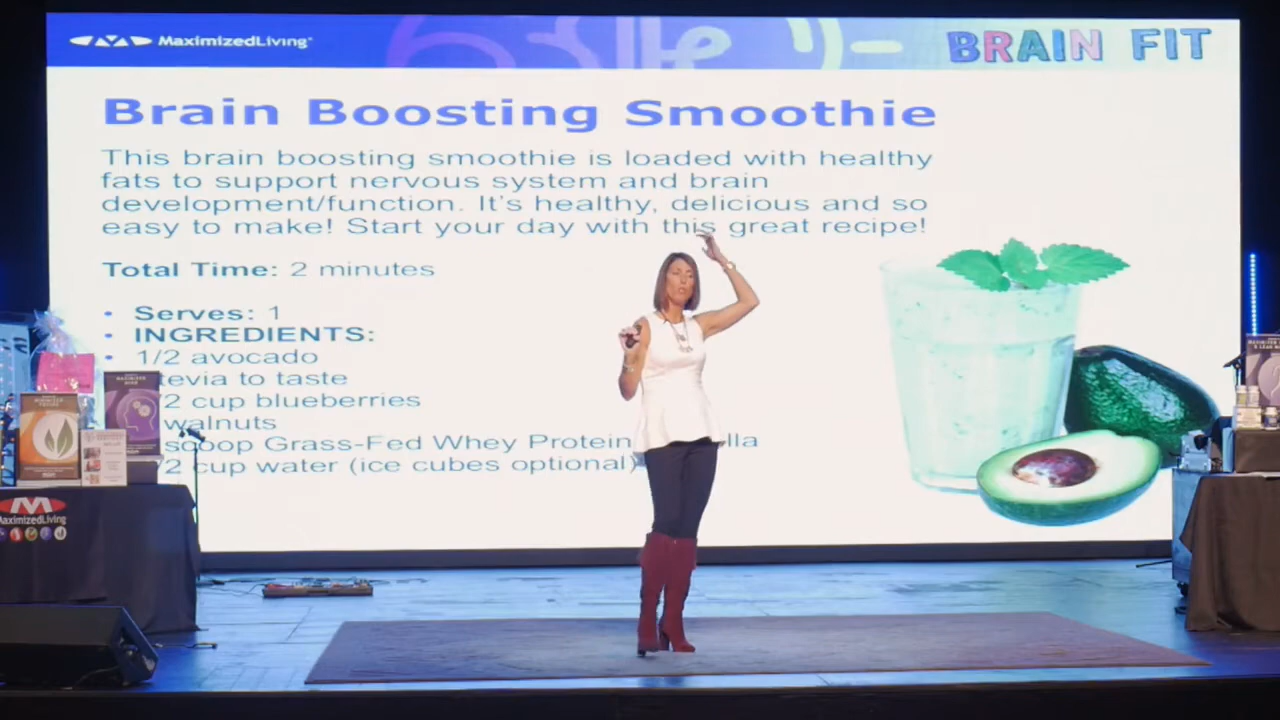 MaximizedLiving
BRAIN FIT
Brain Boosting Smoothie
This brain boosting smoothie is loaded with healthy
fats to support nervous system and brain
development/function. It's healthy, delicious and so
easy to make! Start your day with this great recipe!
Total Time: 2 minutes
• Serves: 1
• INGREDIENTS:
• 1/2 avocado
to taste
cup blueberries
walnuts
scoop Grass-Fed Whey Protein
cup water (ice cubes optional)
MaximizedLiving